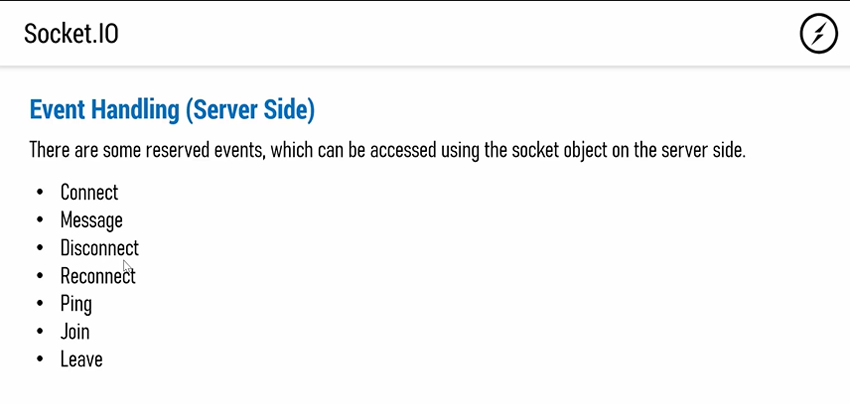 Socket.IO
Event Handling (Server Side)
There are some reserved events, which can be accessed using the socket object on the server side.
• Connect
• Message
• Disconnect
• Reconnect
• Ping
• Join
• Leave